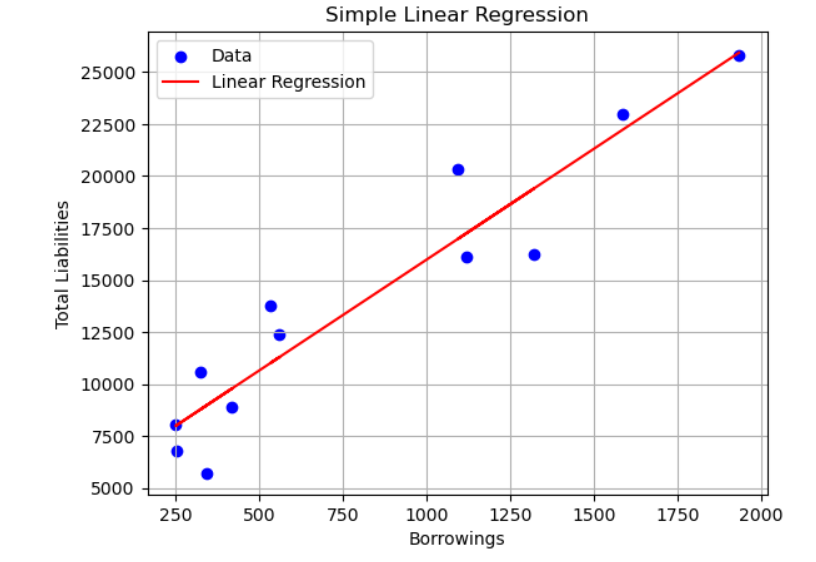 Simple Linear Regression
Data
Linear Regression
25000
22500
20000
17500
15000
12500
10000
7500
5000
Total Liabilities
250 500 750 1000 1250 1500 1750 2000
Borrowings